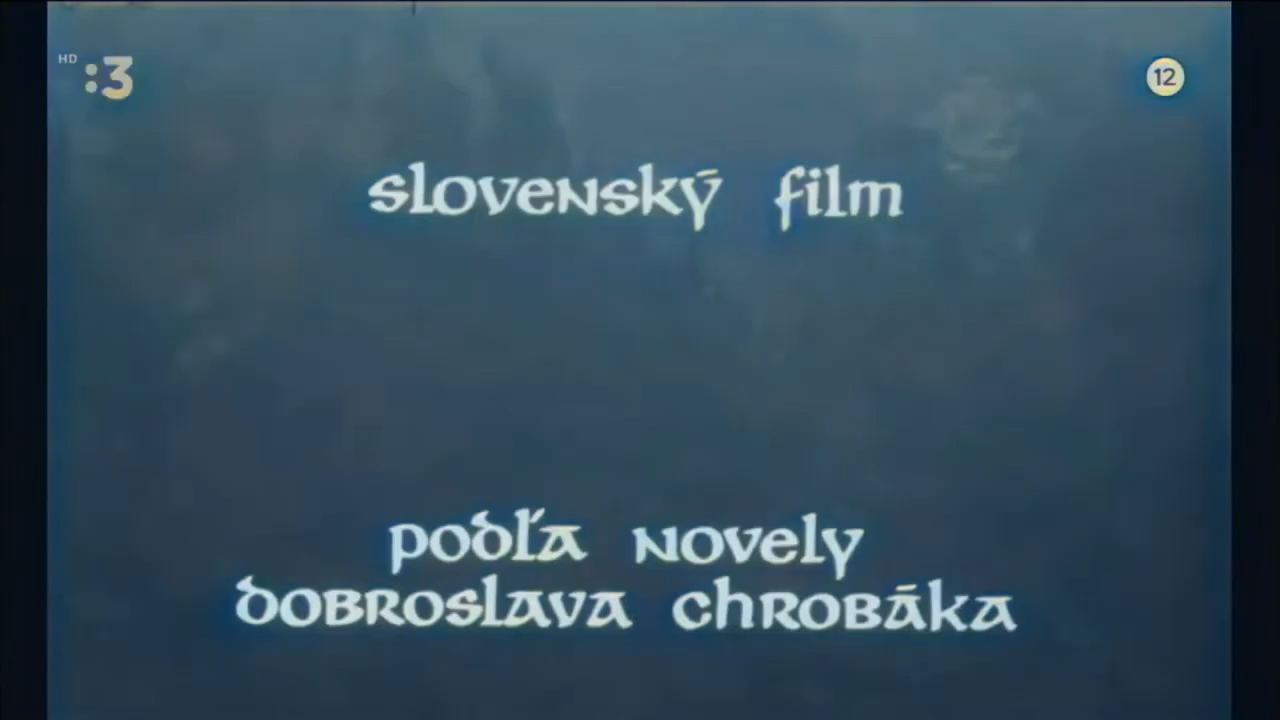 HD
:3
12
slovenský film
podľa novely
dobroslava chrobáka